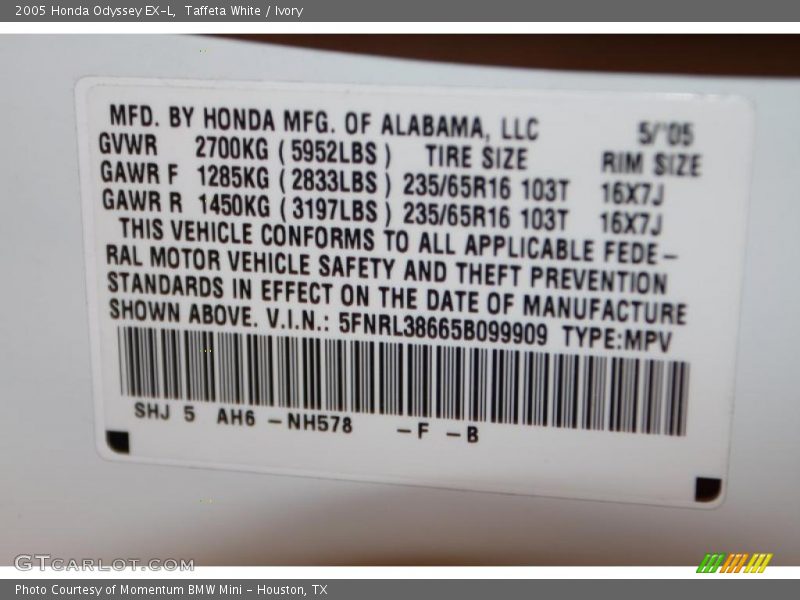 2005 Honda Odyssey EX-L, Taffeta White / Ivory
MFD. BY HONDA MFG. OF ALABAMA, LLC 5/'05
GVWR 2700KG ( 5952LBS ) TIRE SIZE RIM SIZE
GAWR F 1285KG ( 2833LBS ) 235/65R16 103T 16X7J
GAWR R 1450KG ( 3197LBS ) 235/65R16 103T 16X7J
THIS VEHICLE CONFORMS TO ALL APPLICABLE FEDE-
RAL MOTOR VEHICLE SAFETY AND THEFT PREVENTION
STANDARDS IN EFFECT ON THE DATE OF MANUFACTURE
SHOWN ABOVE. V.I.N.: 5FNRL38665B099909 TYPE:MPV
SHJ 5 AH6 -NH578 -F -B
GTCARLOT.COM
Photo Courtesy of Momentum BMW Mini - Houston, TX